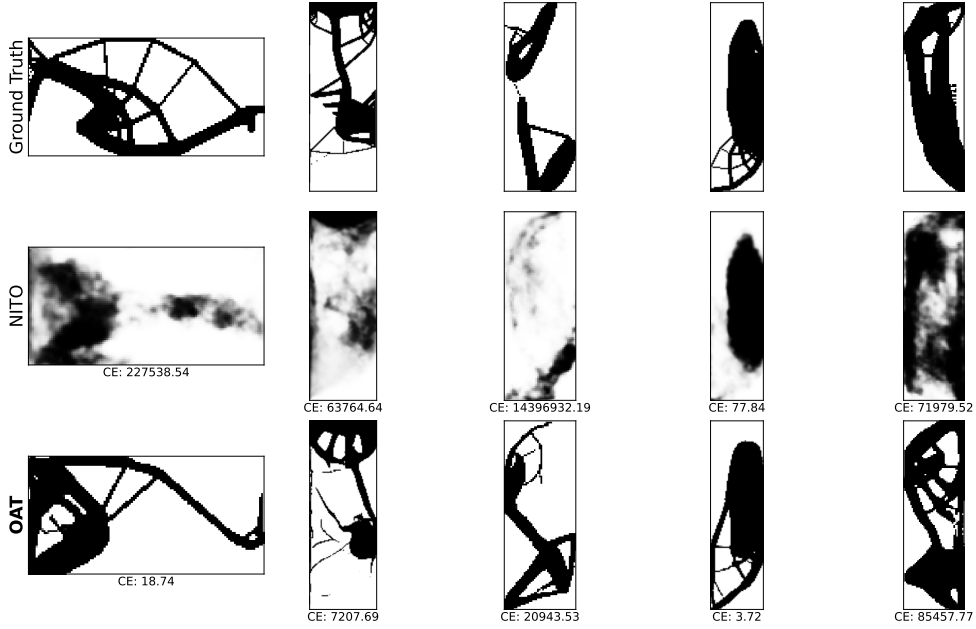 Ground Truth
NITO
CE: 227538.54
CE: 63764.64
CE: 14396932.19
CE: 77.84
CE: 71979.52
OAT
CE: 18.74
CE: 7207.69
CE: 20943.53
CE: 3.72
CE: 85457.77